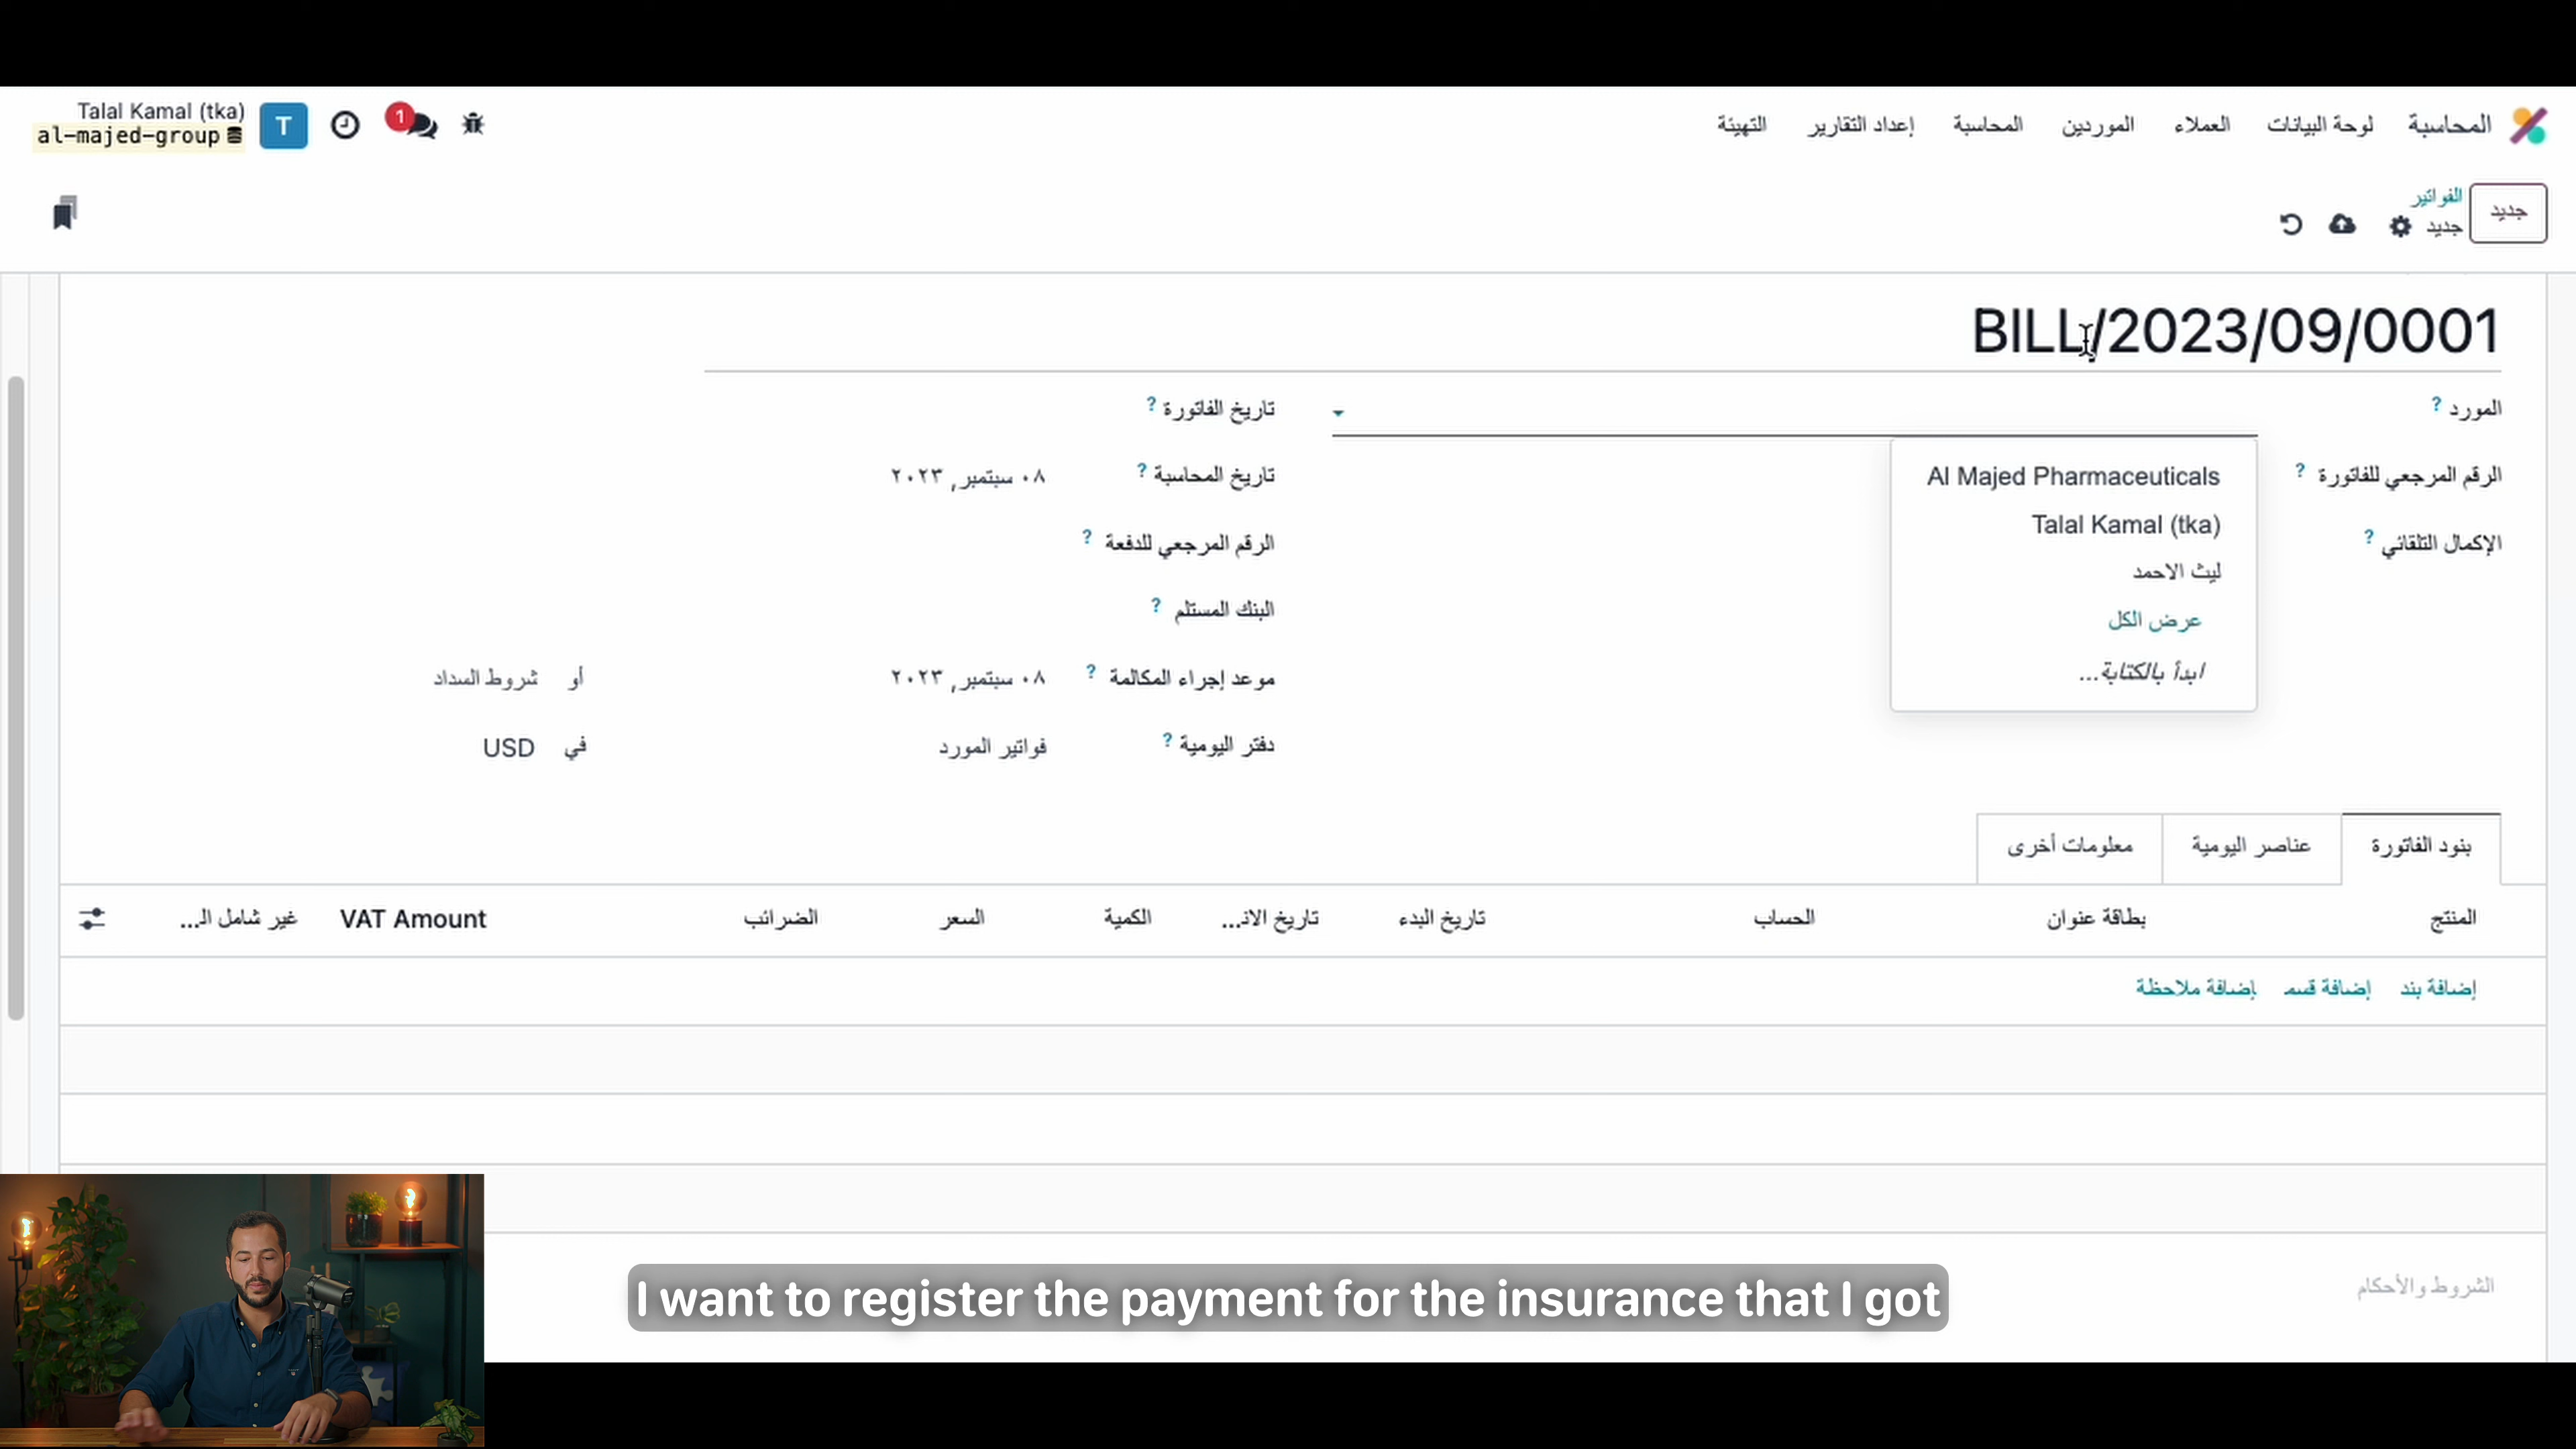 المحاسبة لوحة البيانات العملاء الموردين المحاسبة إعداد التقارير التهيئة
1
T
Talal Kamal (tka)
al-majed-group
جديد
الفواتير
جديد
BILL/2023/09/0001
المورد ?
Al Majed Pharmaceuticals
Talal Kamal (tka)
ليث الاحمد
عرض الكل
ابدأ بالكتابة...
الرقم المرجعي للفاتورة ?
الإكمال التلقائي ?
تاريخ الفاتورة ?
تاريخ المحاسبة ? ٠٨ سبتمبر, ٢٠٢٣
الرقم المرجعي للدفعة ?
البنك المستلم ?
موعد إجراء المكالمة ? ٠٨ سبتمبر, ٢٠٢٣ أو شروط السداد
دفتر اليومية ? فواتير المورد في USD
بنود الفاتورة عناصر اليومية معلومات أخرى
المنتج بطاقة عنوان الحساب تاريخ البدء تاريخ الانـ... الكمية السعر الضرائب VAT Amount غير شامل الـ...
إضافة بند إضافة قسم إضافة ملاحظة
الشروط والأحكام
I want to register the payment for the insurance that I got